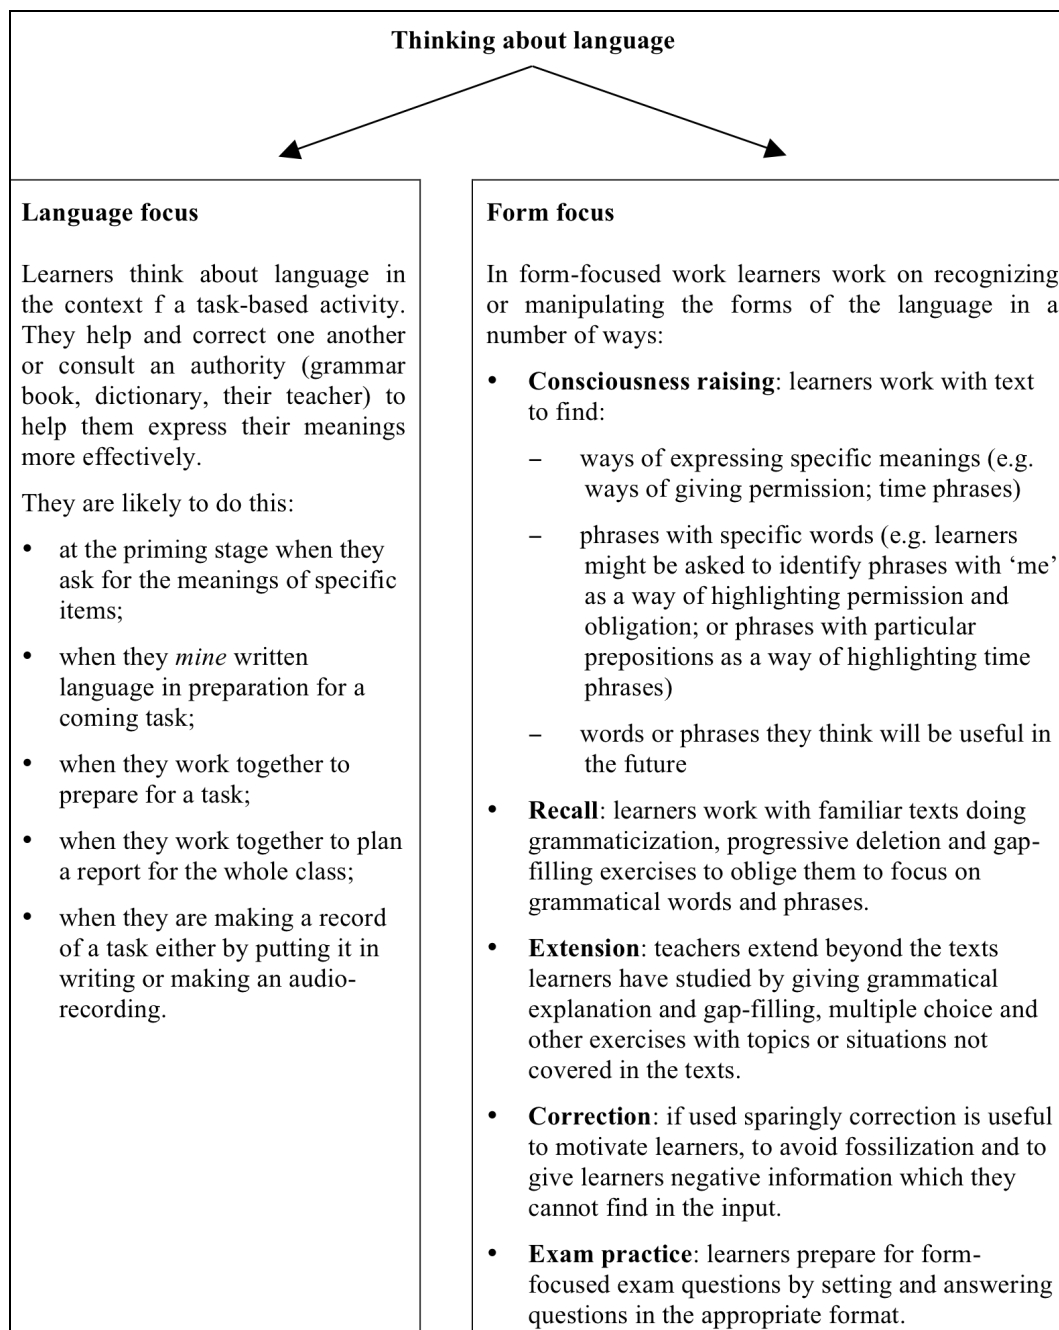 Thinking about language
Language focus
Learners think about language in
the context f a task-based activity.
They help and correct one another
or consult an authority (grammar
book, dictionary, their teacher) to
help them express their meanings
more effectively.
They are likely to do this:
• at the priming stage when they
ask for the meanings of specific
items;
• when they mine written
language in preparation for a
coming task;
• when they work together to
prepare for a task;
• when they work together to plan
a report for the whole class;
• when they are making a record
of a task either by putting it in
writing or making an audio-
recording.
Form focus
In form-focused work learners work on recognizing
or manipulating the forms of the language in a
number of ways:
• Consciousness raising: learners work with text
to find:
– ways of expressing specific meanings (e.g.
ways of giving permission; time phrases)
– phrases with specific words (e.g. learners
might be asked to identify phrases with ‘me’
as a way of highlighting permission and
obligation; or phrases with particular
prepositions as a way of highlighting time
phrases)
– words or phrases they think will be useful in
the future
• Recall: learners work with familiar texts doing
grammaticization, progressive deletion and gap-
filling exercises to oblige them to focus on
grammatical words and phrases.
• Extension: teachers extend beyond the texts
learners have studied by giving grammatical
explanation and gap-filling, multiple choice and
other exercises with topics or situations not
covered in the texts.
• Correction: if used sparingly correction is useful
to motivate learners, to avoid fossilization and to
give learners negative information which they
cannot find in the input.
• Exam practice: learners prepare for form-
focused exam questions by setting and answering
questions in the appropriate format.